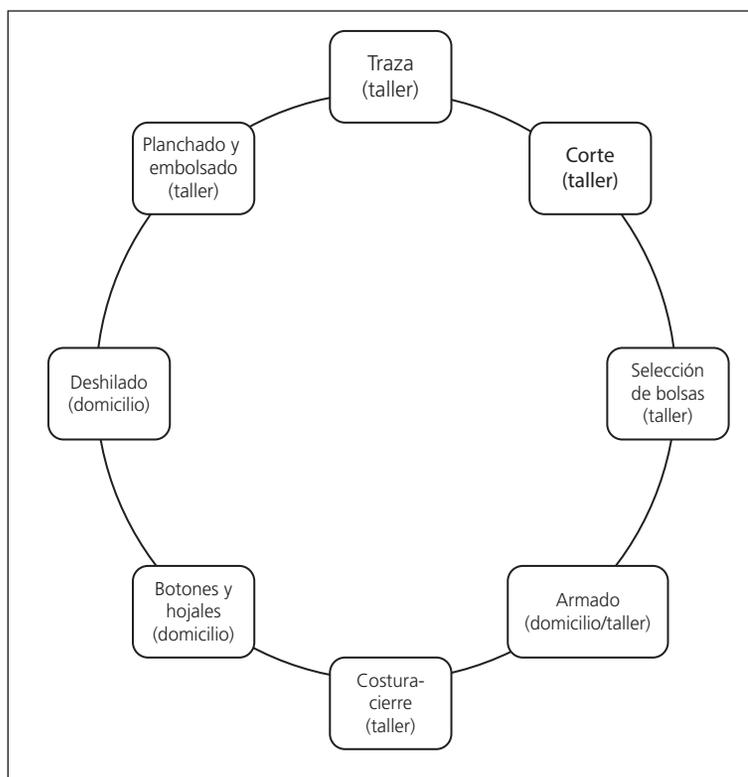 Traza
(taller)
Corte
(taller)
Selección
de bolsas
(taller)
Armado
(domicilio/taller)
Costura-
cierre
(taller)
Botones y
hojales
(domicilio)
Deshilado
(domicilio)
Planchado y
embolsado
(taller)